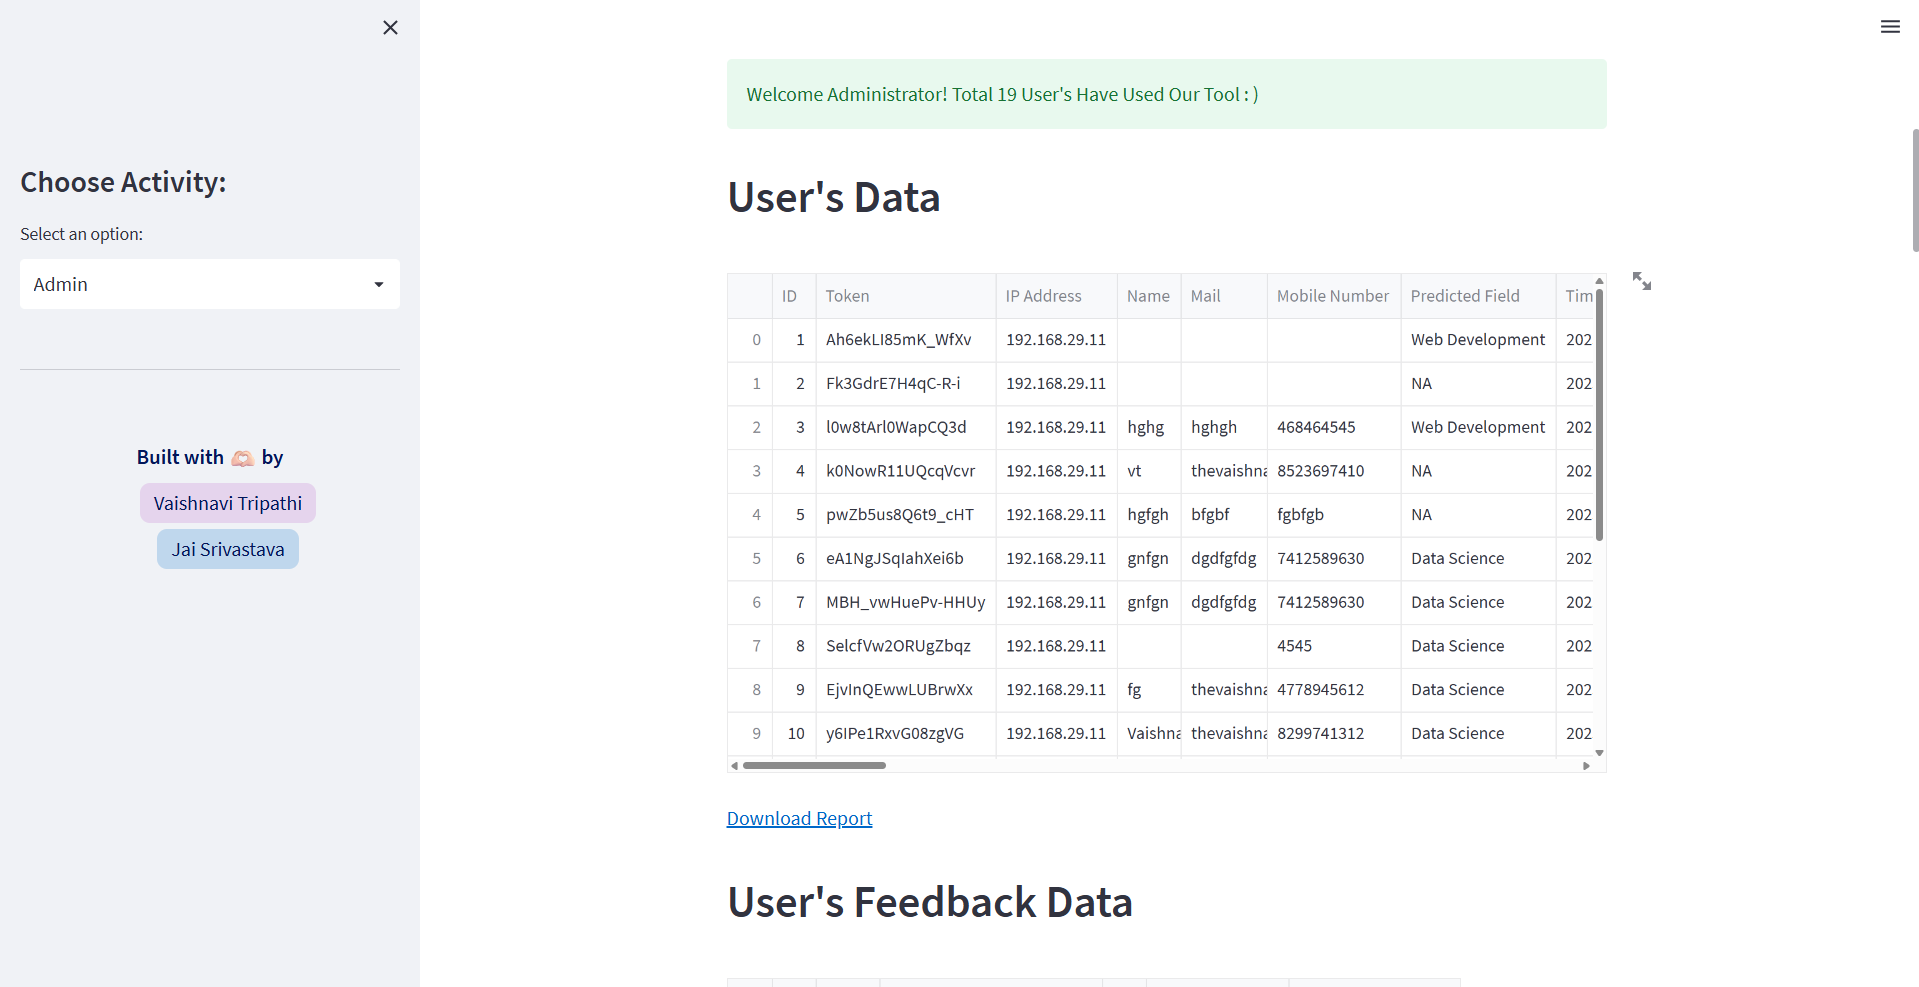 Choose Activity:
Select an option:
Admin
Built with 🫶🏻 by
Vaishnavi Tripathi
Jai Srivastava
Welcome Administrator! Total 19 User's Have Used Our Tool : )
User's Data
ID Token IP Address Name Mail Mobile Number Predicted Field Tim
0 1 Ah6ekLI85mK_WfXv 192.168.29.11 Web Development 202
1 2 Fk3GdrE7H4qC-R-i 192.168.29.11 NA 202
2 3 l0w8tArl0WapCQ3d 192.168.29.11 hghg hghgh 468464545 Web Development 202
3 4 k0NowR11UQcqVcvr 192.168.29.11 vt thevaishna 8523697410 NA 202
4 5 pwZb5us8Q6t9_cHT 192.168.29.11 hgfgh bfgbf fgbfgb NA 202
5 6 eA1NgJSqIahXei6b 192.168.29.11 gnfgn dgdfgfdg 7412589630 Data Science 202
6 7 MBH_vwHuePv-HHUy 192.168.29.11 gnfgn dgdfgfdg 7412589630 Data Science 202
7 8 SelcfVw2ORUgZbqz 192.168.29.11 4545 Data Science 202
8 9 EjvInQEwwLUBrwXx 192.168.29.11 fg thevaishna 4778945612 Data Science 202
9 10 y6IPe1RxvG08zgVG 192.168.29.11 Vaishna thevaishna 8299741312 Data Science 202
Download Report
User's Feedback Data